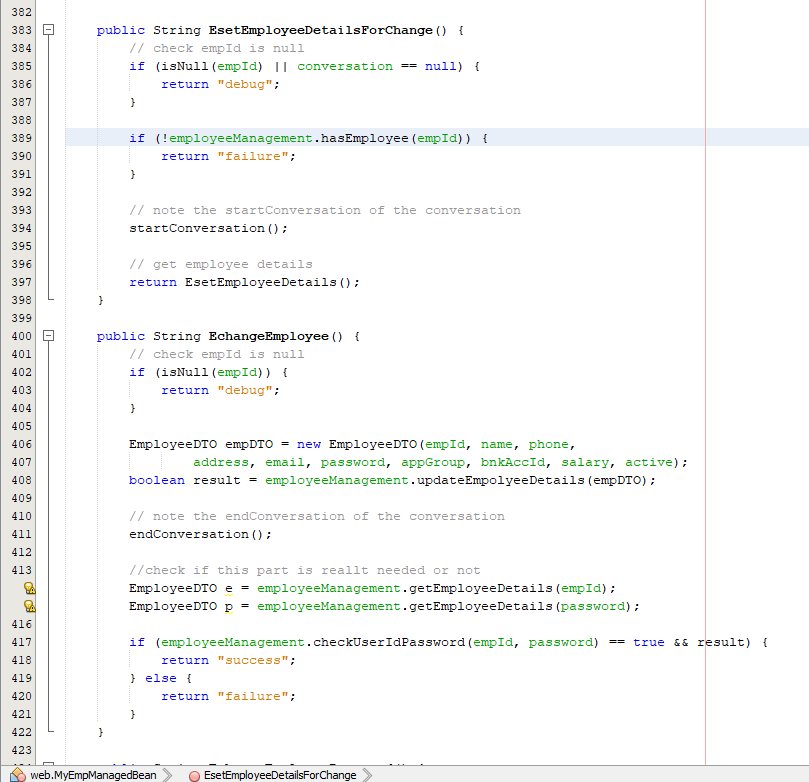 382
383 public String EsetEmployeeDetailsForChange() {
384 // check empId is null
385 if (isNull(empId) || conversation == null) {
386 return "debug";
387 }
388
389 if (!employeeManagement.hasEmployee(empId)) {
390 return "failure";
391 }
392
393 // note the startConversation of the conversation
394 startConversation();
395
396 // get employee details
397 return EsetEmployeeDetails();
398 }
399
400 public String EchangeEmployee() {
401 // check empId is null
402 if (isNull(empId)) {
403 return "debug";
404 }
405
406 EmployeeDTO empDTO = new EmployeeDTO(empId, name, phone,
407 address, email, password, appGroup, bnkAccId, salary, active);
408 boolean result = employeeManagement.updateEmpolyeeDetails(empDTO);
409
410 // note the endConversation of the conversation
411 endConversation();
412
413 //check if this part is reallt needed or not
EmployeeDTO e = employeeManagement.getEmployeeDetails(empId);
EmployeeDTO p = employeeManagement.getEmployeeDetails(password);
416
417 if (employeeManagement.checkUserIdPassword(empId, password) == true && result) {
418 return "success";
419 } else {
420 return "failure";
421 }
422 }
423
web.MyEmpManagedBean EsetEmployeeDetailsForChange